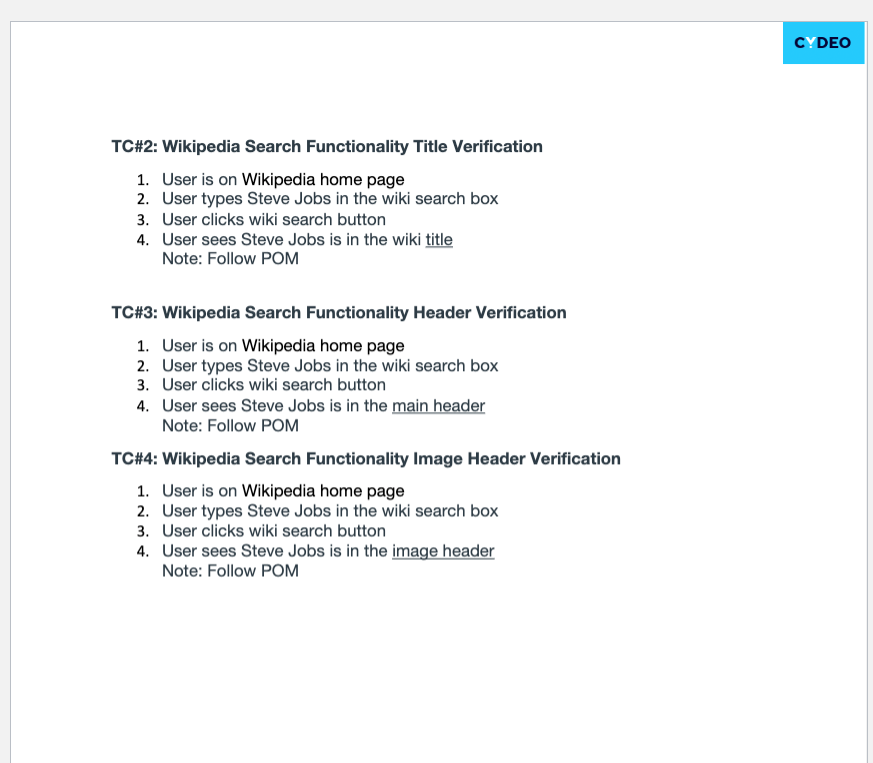 CYDEO
TC#2: Wikipedia Search Functionality Title Verification
1. User is on Wikipedia home page
2. User types Steve Jobs in the wiki search box
3. User clicks wiki search button
4. User sees Steve Jobs is in the wiki title
Note: Follow POM
TC#3: Wikipedia Search Functionality Header Verification
1. User is on Wikipedia home page
2. User types Steve Jobs in the wiki search box
3. User clicks wiki search button
4. User sees Steve Jobs is in the main header
Note: Follow POM
TC#4: Wikipedia Search Functionality Image Header Verification
1. User is on Wikipedia home page
2. User types Steve Jobs in the wiki search box
3. User clicks wiki search button
4. User sees Steve Jobs is in the image header
Note: Follow POM